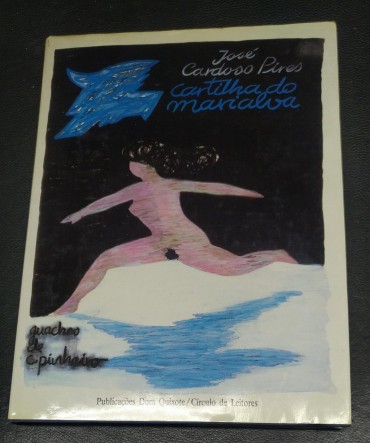 José
Cardoso Pires
cartilha do
marialva
guaches
de
C. pinheiro
Publicações Dom Quixote/Círculo de Leitores